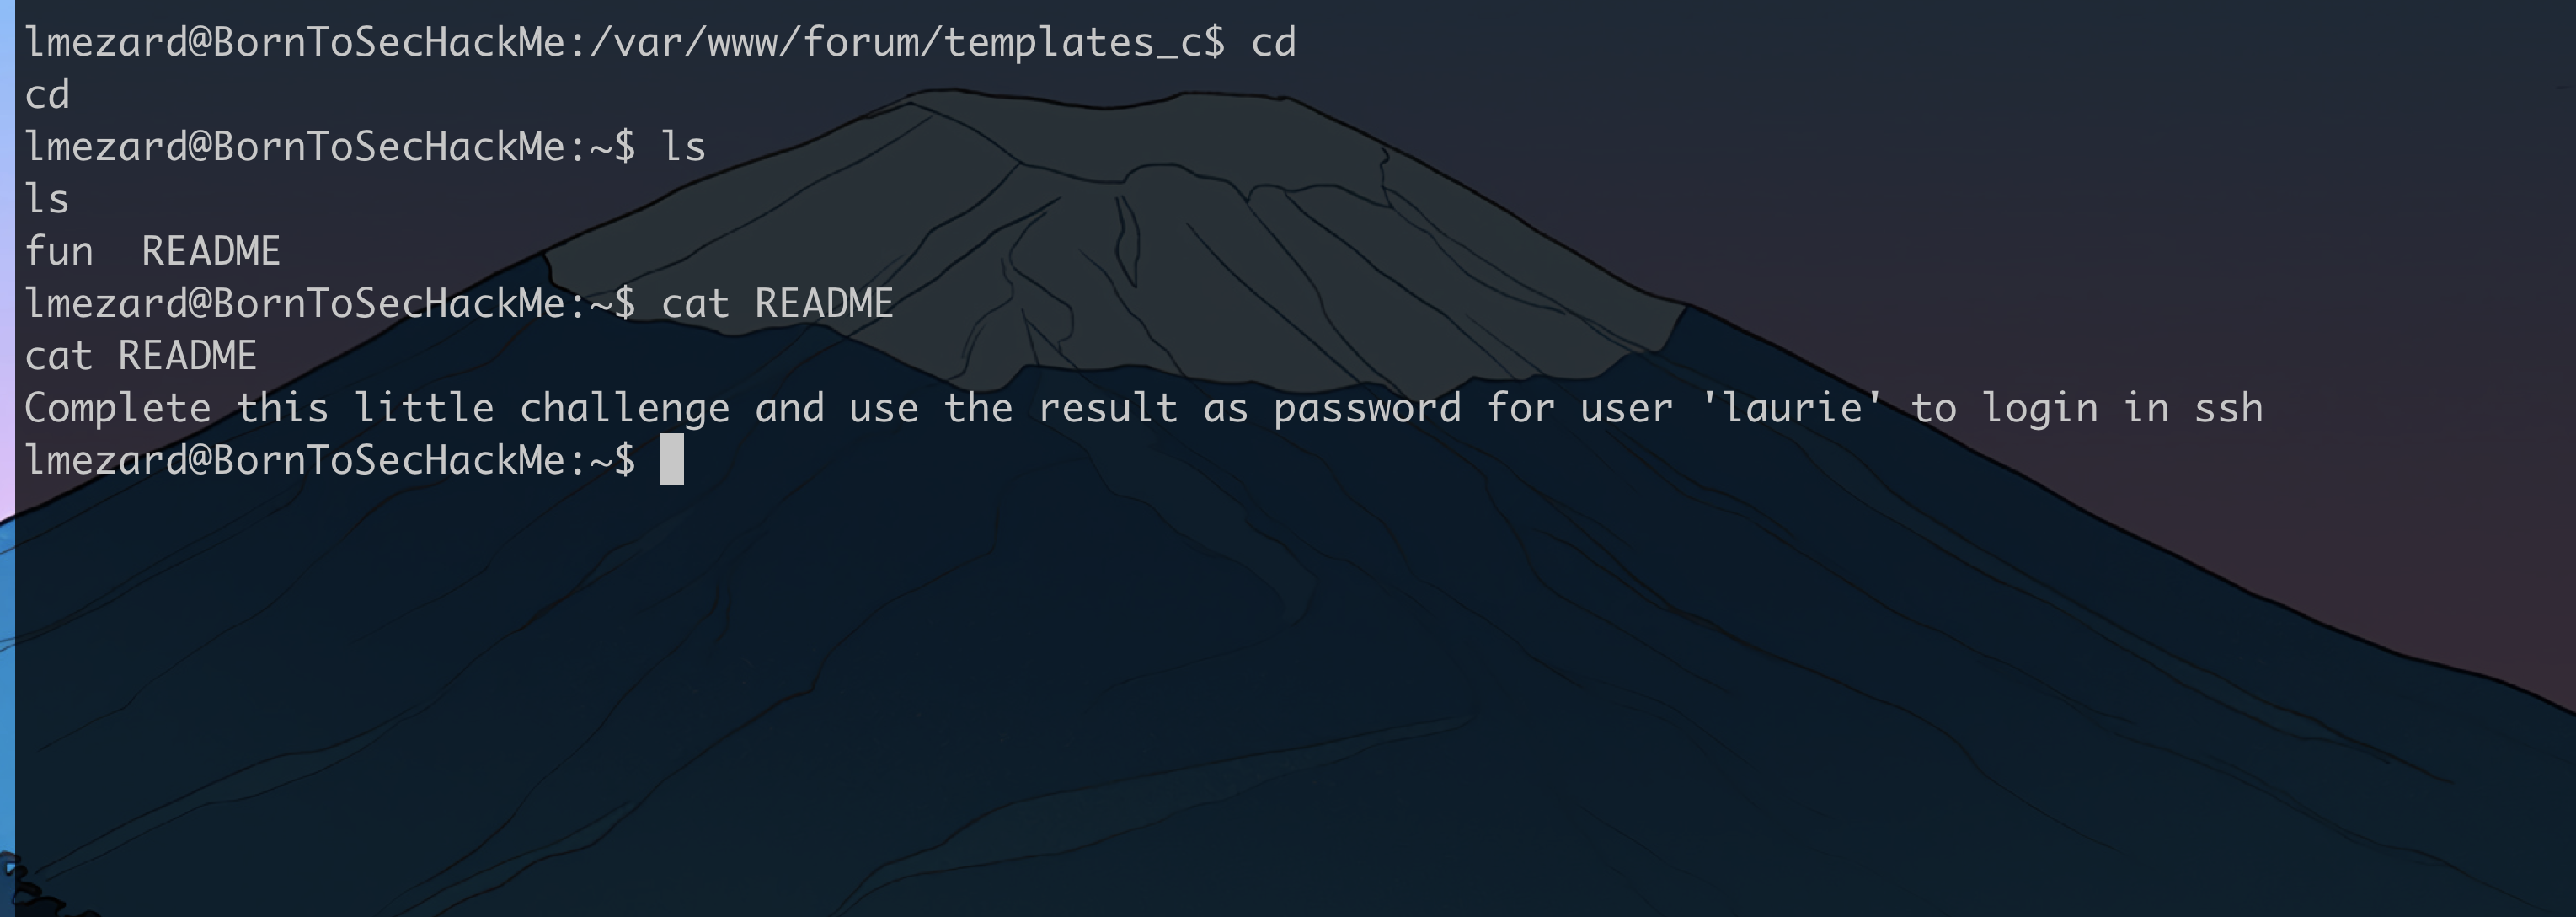 lmezard@BornToSecHackMe:/var/www/forum/templates_c$ cd
cd
lmezard@BornToSecHackMe:~$ ls
ls
fun  README
lmezard@BornToSecHackMe:~$ cat README
cat README
Complete this little challenge and use the result as password for user 'laurie' to login in ssh
lmezard@BornToSecHackMe:~$